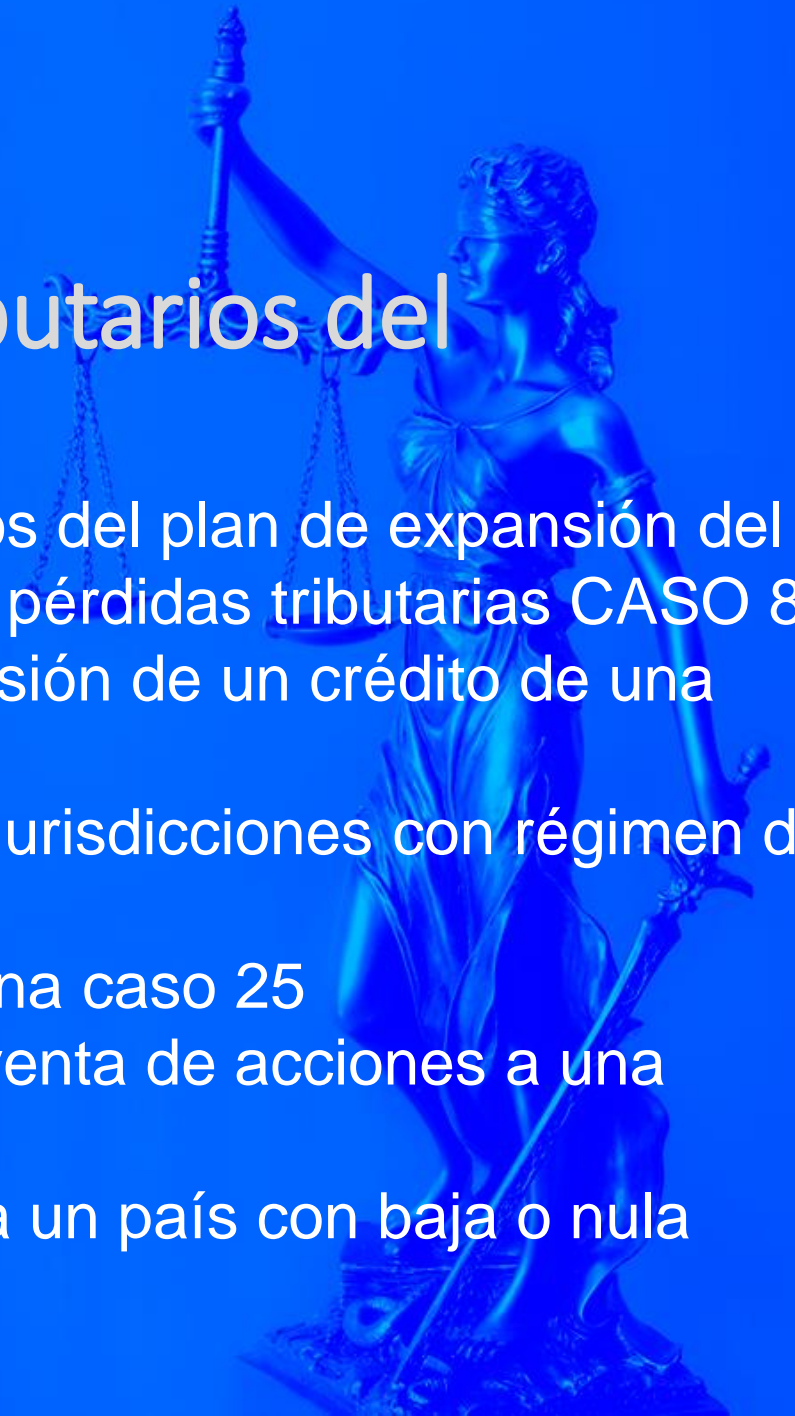 utarios del
os del plan de expansión del
pérdidas tributarias CASO 8
sión de un crédito de una
urisdicciones con régimen d
na caso 25
venta de acciones a una
a un país con baja o nula